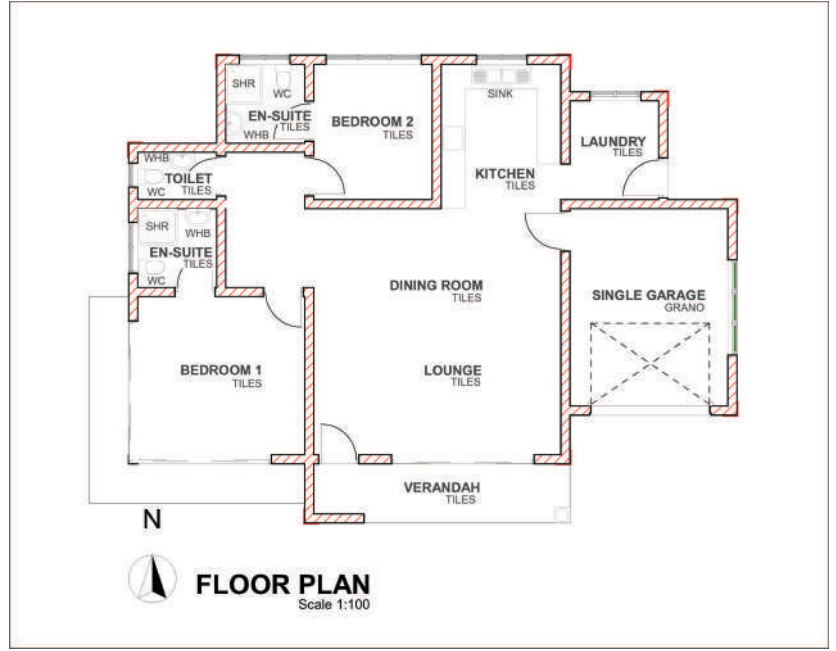 SHR
WC
EN-SUITE
TILES
WHB
BEDROOM 2
TILES
SINK
KITCHEN
TILES
LAUNDRY
TILES
WHB
TOILET
TILES
WC
SHR
WHB
EN-SUITE
TILES
WC
DINING ROOM
TILES
SINGLE GARAGE
GRANO
BEDROOM 1
TILES
LOUNGE
TILES
VERANDAH
TILES
N
FLOOR PLAN
Scale 1:100